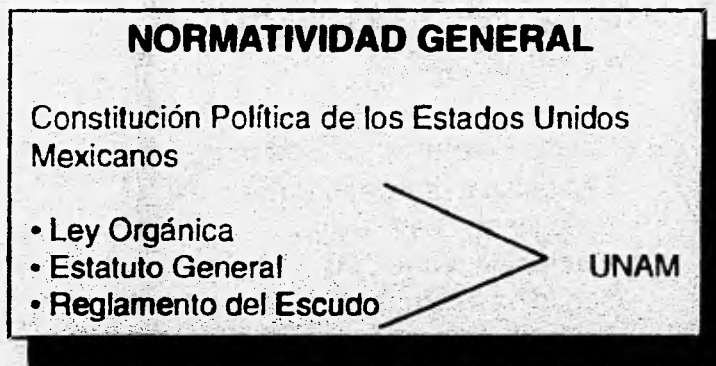 NORMATIVIDAD GENERAL
Constitución Política de los Estados Unidos
Mexicanos
• Ley Orgánica
• Estatuto General
• Reglamento del Escudo
UNAM